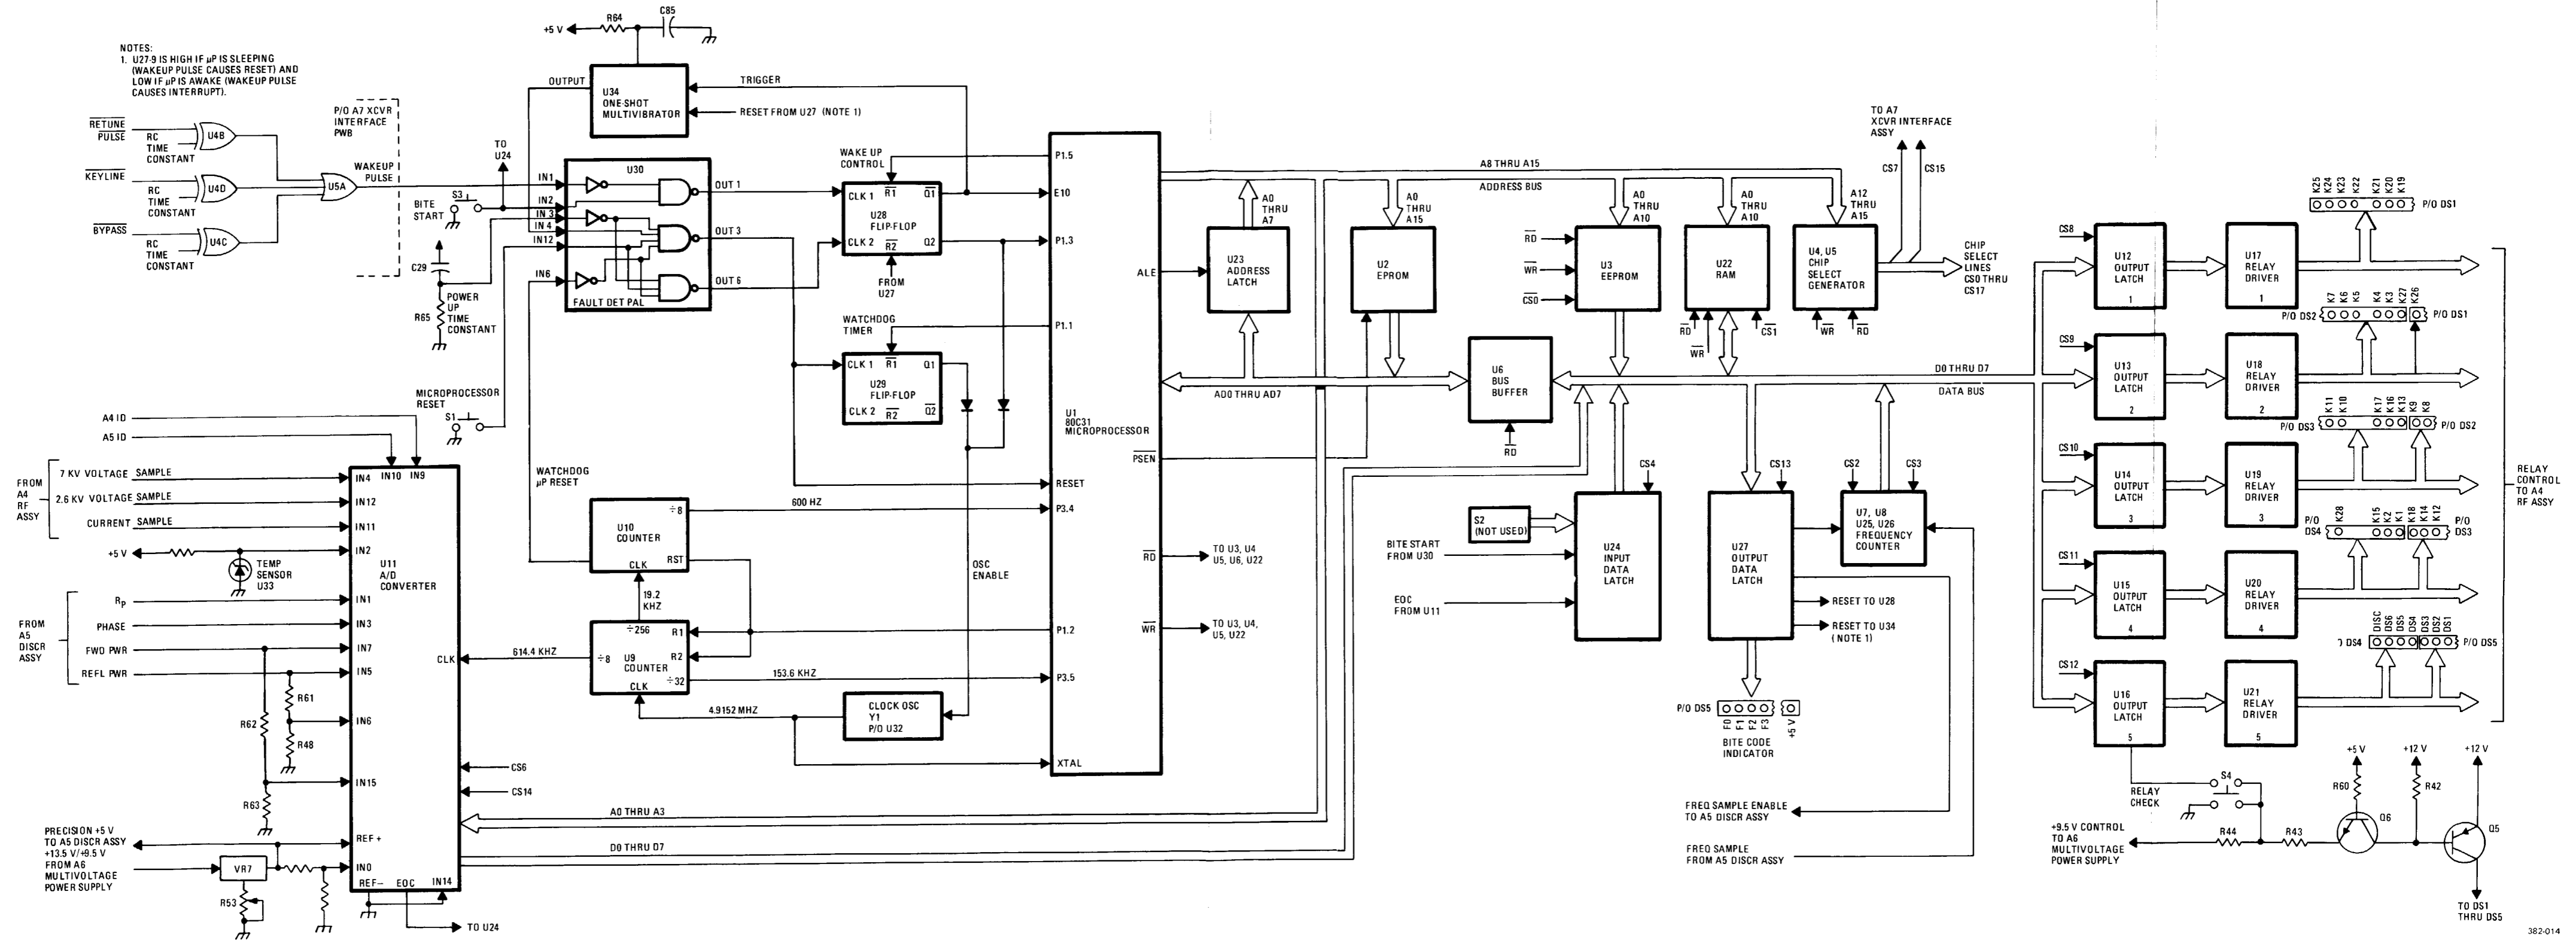 NOTES:
1. U27-9 IS HIGH IF µP IS SLEEPING
(WAKEUP PULSE CAUSES RESET) AND
LOW IF µP IS AWAKE (WAKEUP PULSE
CAUSES INTERRUPT).
RETUNE
PULSE
RC
TIME
CONSTANT
U4B
KEYLINE
RC
TIME
CONSTANT
U4D
BYPASS
RC
TIME
CONSTANT
U4C
U5A
P/O A7 XCVR
INTERFACE
PWB
WAKEUP
PULSE
+5 V
R64
C85
OUTPUT
U34
ONE-SHOT
MULTIVIBRATOR
TRIGGER
RESET FROM U27 (NOTE 1)
TO
U24
S3
BITE
START
C29
R65
POWER
UP
TIME
CONSTANT
MICROPROCESSOR
RESET
S1
IN1
IN2
IN 3
IN 4
IN12
IN6
U30
FAULT DET PAL
OUT 1
OUT 3
OUT 6
WAKE UP
CONTROL
CLK 1
R1
Q1
U28
FLIP-FLOP
CLK 2
R2
Q2
FROM
U27
WATCHDOG
TIMER
CLK 1
R1
Q1
U29
FLIP-FLOP
CLK 2
R2
Q2
WATCHDOG
µP RESET
÷8
U10
COUNTER
RST
CLK
600 HZ
19.2
KHZ
÷256
R1
R2
÷8
U9
COUNTER
÷32
CLK
614.4 KHZ
153.6 KHZ
4.9152 MHZ
CLOCK OSC
Y1
P/O U32
OSC
ENABLE
P1.5
E10
P1.3
ALE
P1.1
U1
80C31
MICROPROCESSOR
PSEN
RESET
P3.4
RD
P1.2
WR
P3.5
XTAL
TO U3, U4
U5, U6, U22
TO U3, U4,
U5, U22
A4 ID
A5 ID
FROM
A4
RF
ASSY
7 KV VOLTAGE SAMPLE
2.6 KV VOLTAGE SAMPLE
CURRENT SAMPLE
+5 V
TEMP
SENSOR
U33
FROM
A5
DISCR
ASSY
RP
PHASE
FWD PWR
REFL PWR
R61
R62
R48
R63
PRECISION +5 V
TO A5 DISCR ASSY
+13.5 V/+9.5 V
FROM A6
MULTIVOLTAGE
POWER SUPPLY
VR7
R53
IN10
IN9
IN4
IN12
IN11
IN2
U11
A/D
CONVERTER
IN1
IN3
IN7
IN5
IN6
IN15
REF +
IN0
REF–
EOC
IN14
CLK
CS6
CS14
TO U24
A0 THRU A3
D0 THRU D7
A8 THRU A15
ADDRESS BUS
A0
THRU
A7
U23
ADDRESS
LATCH
A0
THRU
A15
U2
EPROM
AD0 THRU AD7
U6
BUS
BUFFER
RD
RD
WR
CS0
A0
THRU
A10
U3
EEPROM
A0
THRU
A10
U22
RAM
RD
WR
CS1
A12
THRU
A15
U4, U5
CHIP
SELECT
GENERATOR
WR
RD
TO A7
XCVR INTERFACE
ASSY
CS7
CS15
CHIP
SELECT
LINES
CS0 THRU
CS17
D0 THRU D7
DATA BUS
S2
(NOT USED)
BITE START
FROM U30
EOC
FROM U11
CS4
U24
INPUT
DATA
LATCH
CS13
U27
OUTPUT
DATA
LATCH
CS2
CS3
U7, U8
U25, U26
FREQUENCY
COUNTER
RESET TO U28
RESET TO U34
(NOTE 1)
P/O DS5
F0
F1
F2
F3
+5 V
BITE CODE
INDICATOR
FREQ SAMPLE ENABLE
TO A5 DISCR ASSY
FREQ SAMPLE
FROM A5 DISCR ASSY
CS8
U12
OUTPUT
LATCH
1
U17
RELAY
DRIVER
1
K25
K24
K23
K22
K21
K20
K19
P/O DS1
CS9
U13
OUTPUT
LATCH
2
U18
RELAY
DRIVER
2
P/O DS2
K7
K6
K5
K4
K3
K27
K26
P/O DS1
CS10
U14
OUTPUT
LATCH
3
U19
RELAY
DRIVER
3
P/O DS3
K11
K10
K17
K16
K13
K9
K8
P/O DS2
CS11
U15
OUTPUT
LATCH
4
U20
RELAY
DRIVER
4
P/O
DS4
K28
K15
K2
K1
K18
K14
K12
P/O
DS3
CS12
U16
OUTPUT
LATCH
5
U21
RELAY
DRIVER
5
DS4
DISC
DS6
DS5
DS4
DS3
DS2
DS1
P/O DS5
RELAY
CONTROL
TO A4
RF ASSY
RELAY
CHECK
S4
+9.5 V CONTROL
TO A6
MULTIVOLTAGE
POWER SUPPLY
R44
R43
+5 V
R60
Q6
+12 V
R42
+12 V
Q5
TO DS1
THRU DS5
382-014